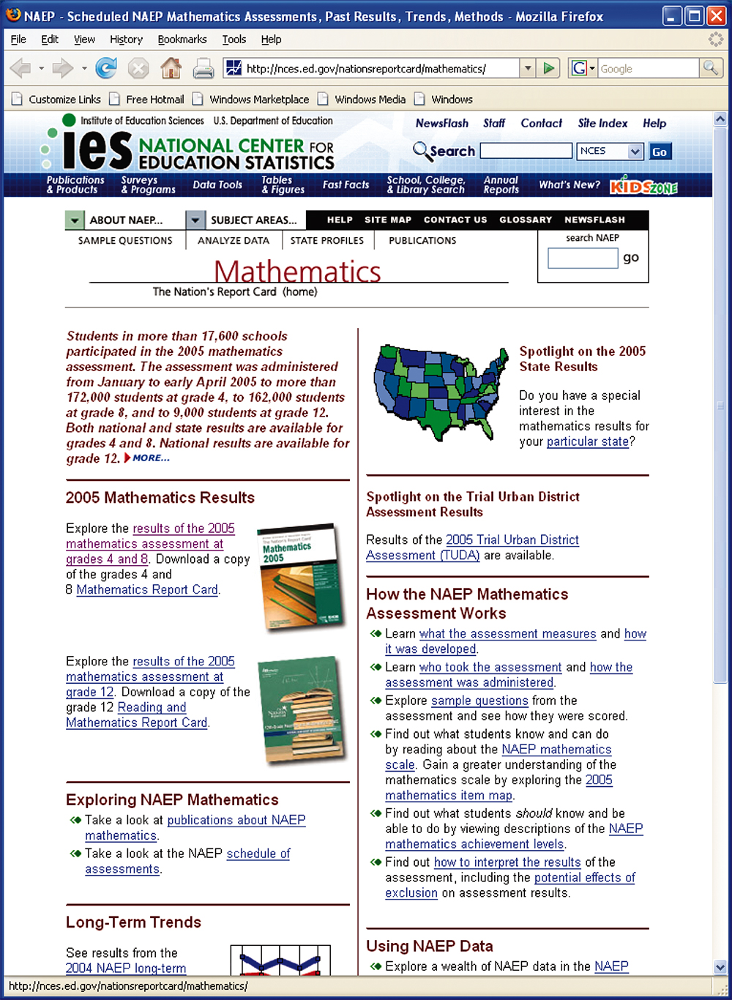 NAEP - Scheduled NAEP Mathematics Assessments, Past Results, Trends, Methods - Mozilla Firefox
File Edit View History Bookmarks Tools Help
http://nces.ed.gov/nationsreportcard/mathematics/
G Google
Customize Links Free Hotmail Windows Marketplace Windows Media Windows
Institute of Education Sciences U.S. Department of Education
NewsFlash Staff Contact Site Index Help
ies NATIONAL CENTER FOR
EDUCATION STATISTICS
Search NCES Go
Publications & Products
Surveys & Programs
Data Tools
Tables & Figures
Fast Facts
School, College, & Library Search
Annual Reports
What's New?
KIDSZONE
ABOUT NAEP... SUBJECT AREAS... HELP SITE MAP CONTACT US GLOSSARY NEWSFLASH
SAMPLE QUESTIONS ANALYZE DATA STATE PROFILES PUBLICATIONS
search NAEP
go
Mathematics
The Nation's Report Card (home)
Students in more than 17,600 schools
participated in the 2005 mathematics
assessment. The assessment was administered
from January to early April 2005 to more than
172,000 students at grade 4, to 162,000 students
at grade 8, and to 9,000 students at grade 12.
Both national and state results are available for
grades 4 and 8. National results are available for
grade 12. MORE...
2005 Mathematics Results
Explore the results of the 2005
mathematics assessment at
grades 4 and 8. Download a copy
of the grades 4 and
8 Mathematics Report Card.
The Nation's Report Card
Mathematics
2005
Explore the results of the 2005
mathematics assessment at
grade 12. Download a copy of the
grade 12 Reading and
Mathematics Report Card.
Exploring NAEP Mathematics
Take a look at publications about NAEP
mathematics.
Take a look at the NAEP schedule of
assessments.
Long-Term Trends
See results from the
2004 NAEP long-term
Spotlight on the 2005
State Results
Do you have a special
interest in the
mathematics results for
your particular state?
Spotlight on the Trial Urban District
Assessment Results
Results of the 2005 Trial Urban District
Assessment (TUDA) are available.
How the NAEP Mathematics
Assessment Works
Learn what the assessment measures and how
it was developed.
Learn who took the assessment and how the
assessment was administered.
Explore sample questions from the
assessment and see how they were scored.
Find out what students know and can do
by reading about the NAEP mathematics
scale. Gain a greater understanding of the
mathematics scale by exploring the 2005
mathematics item map.
Find out what students should know and be
able to do by viewing descriptions of the NAEP
mathematics achievement levels.
Find out how to interpret the results of the
assessment, including the potential effects of
exclusion on assessment results.
Using NAEP Data
Explore a wealth of NAEP data in the NAEP
http://nces.ed.gov/nationsreportcard/mathematics/